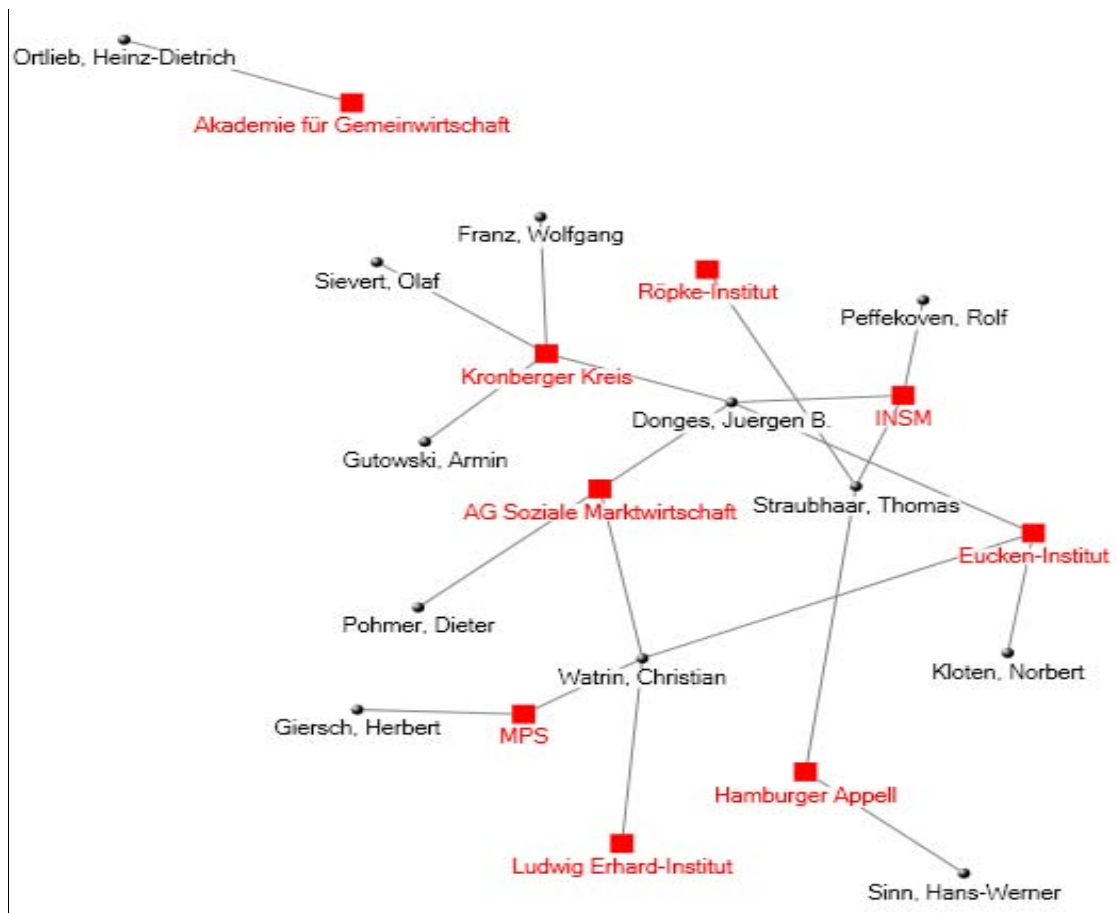 Ortlieb, Heinz-Dietrich
Akademie für Gemeinwirtschaft
Franz, Wolfgang
Sievert, Olaf
Röpke-Institut
Peffekoven, Rolf
Kronberger Kreis
Donges, Juergen B.
INSM
Gutowski, Armin
AG Soziale Marktwirtschaft
Straubhaar, Thomas
Eucken-Institut
Pohmer, Dieter
Watrin, Christian
Kloten, Norbert
Giersch, Herbert
MPS
Hamburger Appell
Ludwig Erhard-Institut
Sinn, Hans-Werner